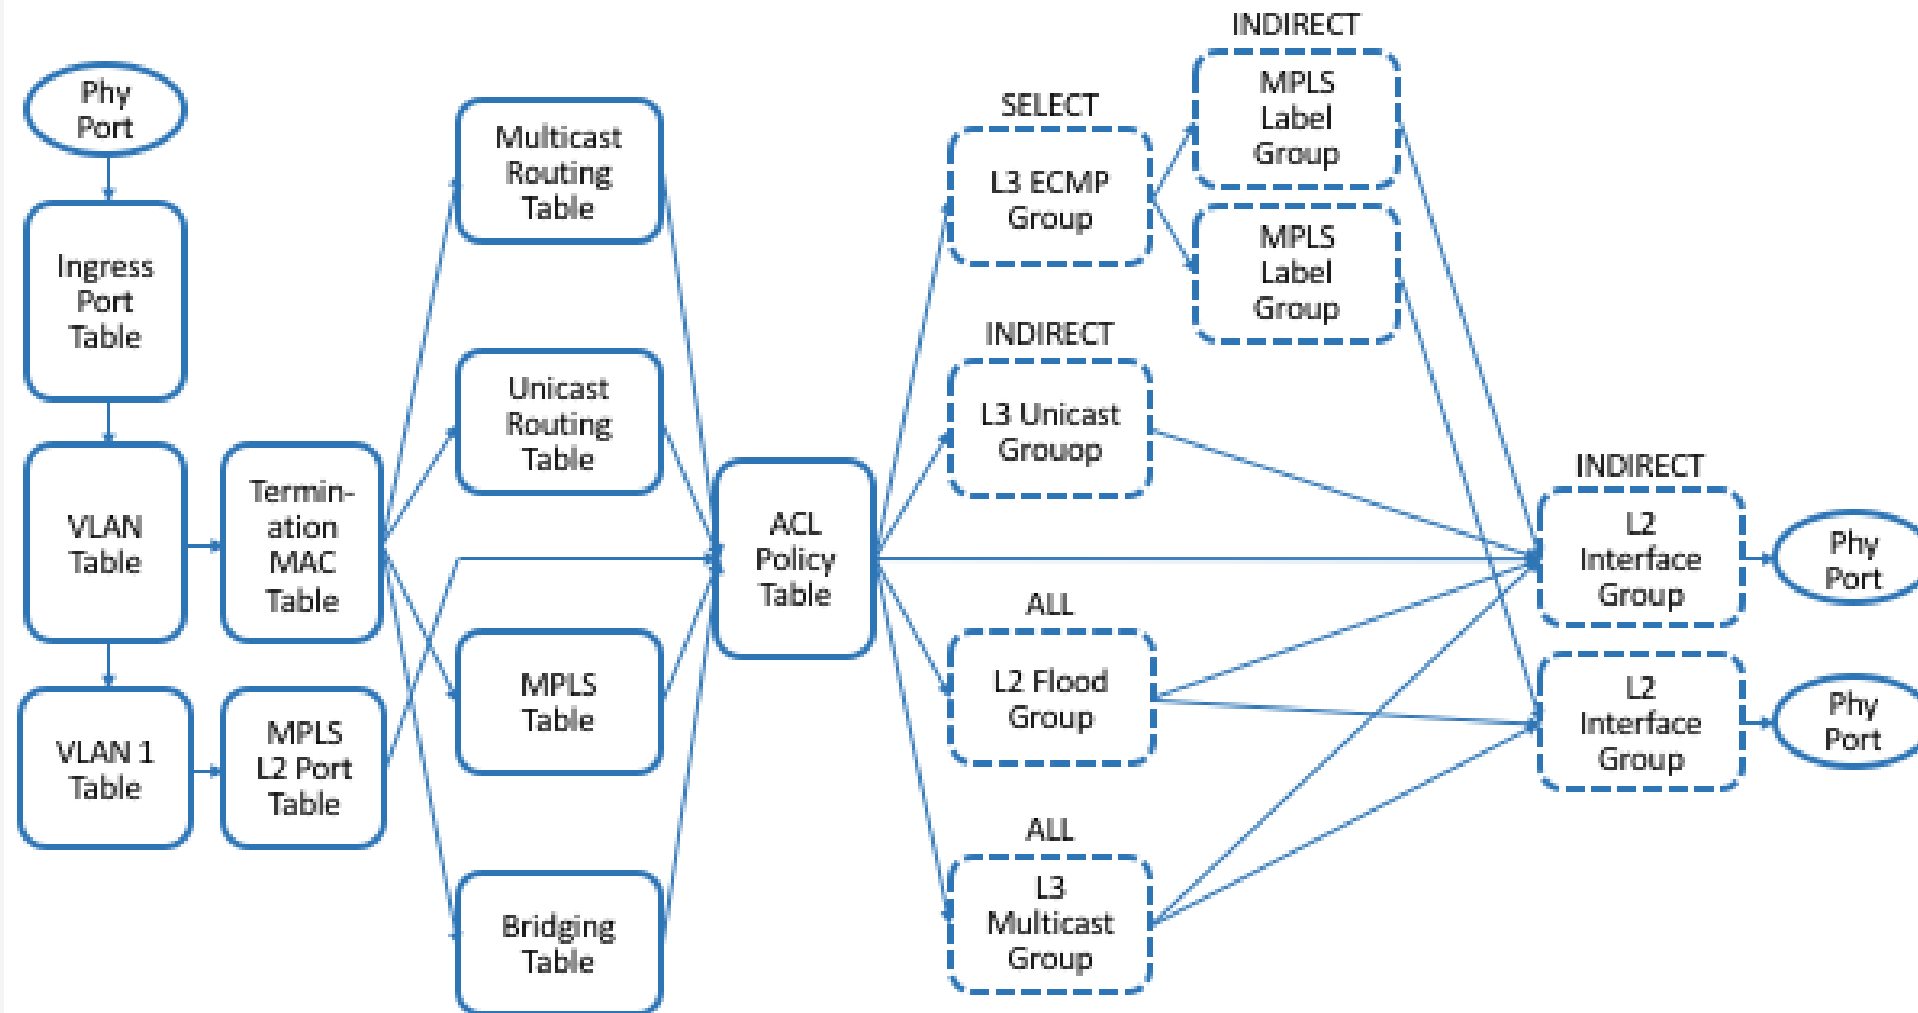 Phy
Port
Ingress
Port
Table
VLAN
Table
VLAN 1
Table
Termin-
ation
MAC
Table
MPLS
L2 Port
Table
Multicast
Routing
Table
Unicast
Routing
Table
MPLS
Table
Bridging
Table
ACL
Policy
Table
SELECT
L3 ECMP
Group
INDIRECT
MPLS
Label
Group
MPLS
Label
Group
INDIRECT
L3 Unicast
Grouop
ALL
L2 Flood
Group
ALL
L3
Multicast
Group
INDIRECT
L2
Interface
Group
L2
Interface
Group
Phy
Port
Phy
Port